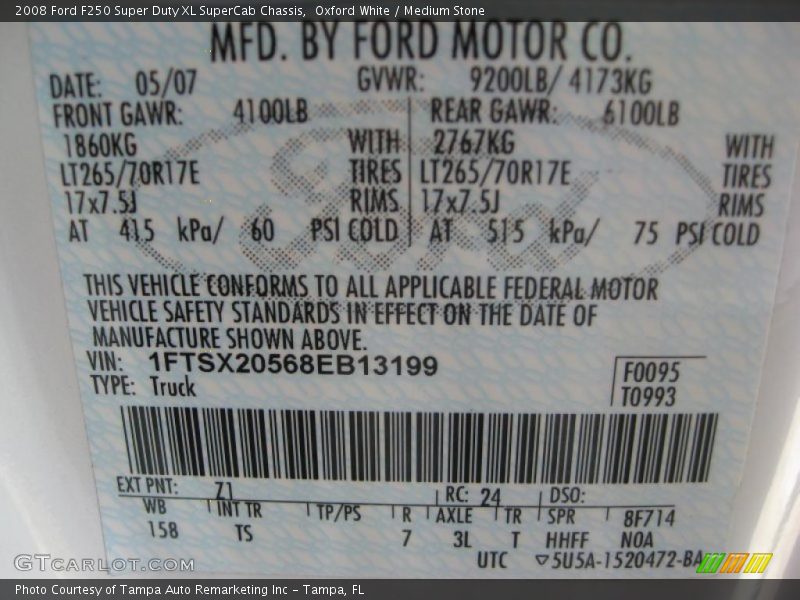 2008 Ford F250 Super Duty XL SuperCab Chassis,  Oxford White / Medium Stone
MFD. BY FORD MOTOR CO.
DATE: 05/07 GVWR: 9200LB/ 4173KG
FRONT GAWR: 4100LB REAR GAWR: 6100LB
1860KG WITH 2767KG WITH
LT265/70R17E TIRES LT265/70R17E TIRES
17x7.5J RIMS 17x7.5J RIMS
AT 415 kPa/ 60 PSI COLD AT 515 kPa/ 75 PSI COLD
Ford
THIS VEHICLE CONFORMS TO ALL APPLICABLE FEDERAL MOTOR
VEHICLE SAFETY STANDARDS IN EFFECT ON THE DATE OF
MANUFACTURE SHOWN ABOVE.
VIN: 1FTSX20568EB13199
TYPE: Truck
F0095
T0993
EXT PNT: Z1 RC: 24 DSO:
WB INT TR TP/PS R AXLE TR SPR 8F714
158 TS 7 3L T HHFF NOA
UTC ▽5U5A-1520472-BA
GTCARLOT.COM
Photo Courtesy of Tampa Auto Remarketing Inc - Tampa, FL